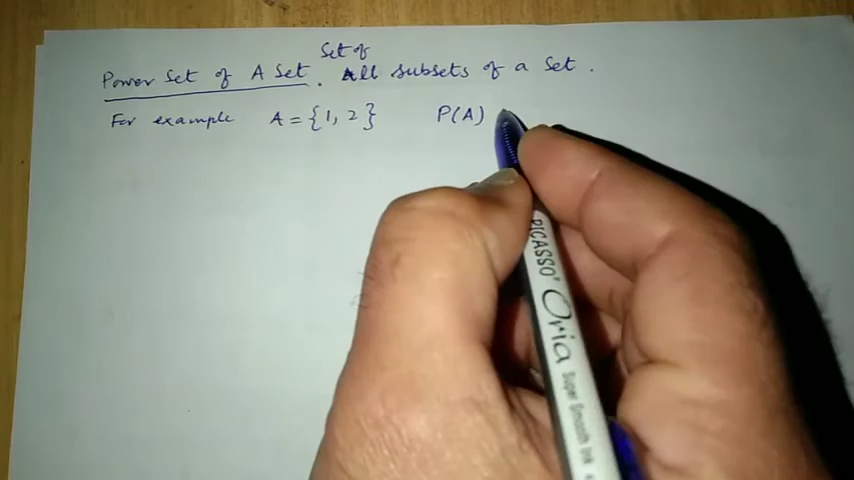 Set of
Power Set of A Set. All subsets of a Set.
For example A = {1, 2} P(A)
PICASSO Oria Super Smooth Ink